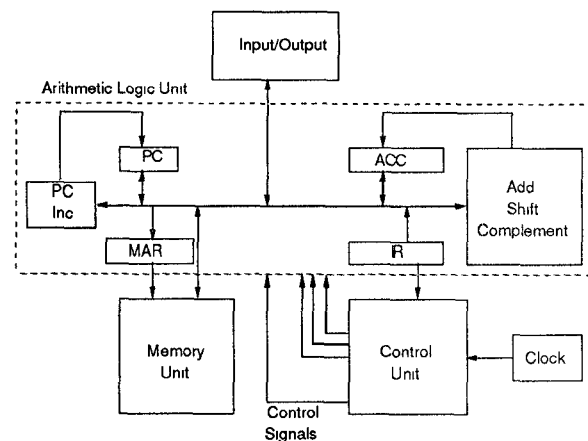 Input/Output
Arithmetic Logic Unit
PC
ACC
PC
Inc
Add
Shift
Complement
MAR
IR
Memory
Unit
Control
Unit
Clock
Control
Signals